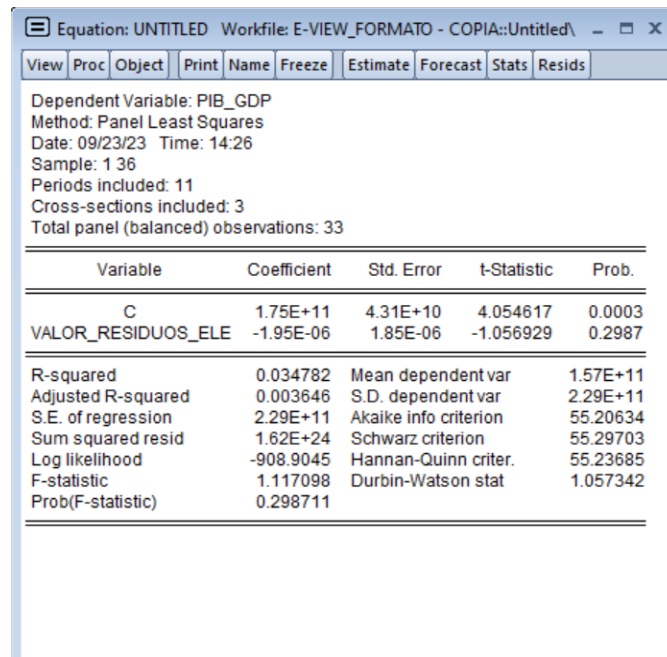 Equation: UNTITLED Workfile: E-VIEW_FORMATO - COPIA::Untitled\
View Proc Object Print Name Freeze Estimate Forecast Stats Resids
Dependent Variable: PIB_GDP
Method: Panel Least Squares
Date: 09/23/23 Time: 14:26
Sample: 1 36
Periods included: 11
Cross-sections included: 3
Total panel (balanced) observations: 33
Variable Coefficient Std. Error t-Statistic Prob.
C 1.75E+11 4.31E+10 4.054617 0.0003
VALOR_RESIDUOS_ELE -1.95E-06 1.85E-06 -1.056929 0.2987
R-squared 0.034782 Mean dependent var 1.57E+11
Adjusted R-squared 0.003646 S.D. dependent var 2.29E+11
S.E. of regression 2.29E+11 Akaike info criterion 55.20634
Sum squared resid 1.62E+24 Schwarz criterion 55.29703
Log likelihood -908.9045 Hannan-Quinn criter. 55.23685
F-statistic 1.117098 Durbin-Watson stat 1.057342
Prob(F-statistic) 0.298711